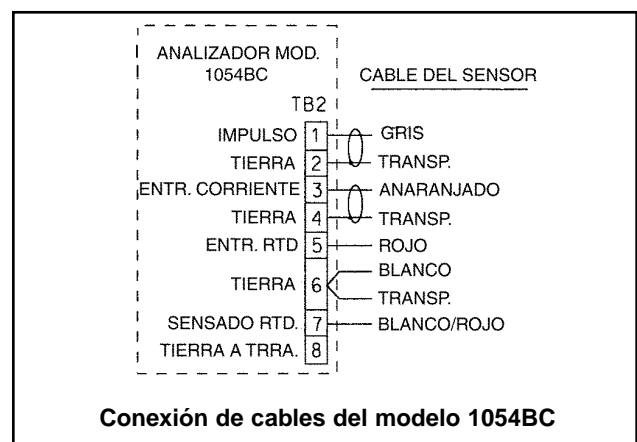 ANALIZADOR MOD.
1054BC
CABLE DEL SENSOR
TB2
IMPULSO 1 GRIS
TIERRA 2 TRANSP.
ENTR. CORRIENTE 3 ANARANJADO
TIERRA 4 TRANSP.
ENTR. RTD 5 ROJO
BLANCO
TIERRA 6
TRANSP.
SENSADO RTD. 7 BLANCO/ROJO
TIERRA A TRRA. 8
Conexión de cables del modelo 1054BC